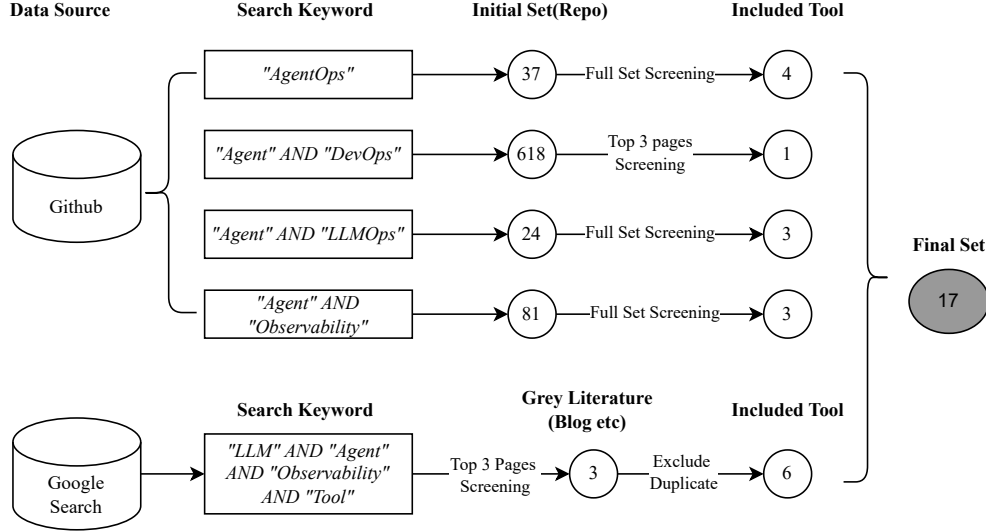 Data Source
Search Keyword
Initial Set(Repo)
Included Tool
"AgentOps"
37
Full Set Screening
4
"Agent" AND "DevOps"
618
Top 3 pages
Screening
1
Github
"Agent" AND "LLMOps"
24
Full Set Screening
3
Final Set
17
"Agent" AND
"Observability"
81
Full Set Screening
3
Search Keyword
Grey Literature
(Blog etc)
Included Tool
Google
Search
"LLM" AND "Agent"
AND "Observability"
AND "Tool"
Top 3 Pages
Screening
3
Exclude
Duplicate
6